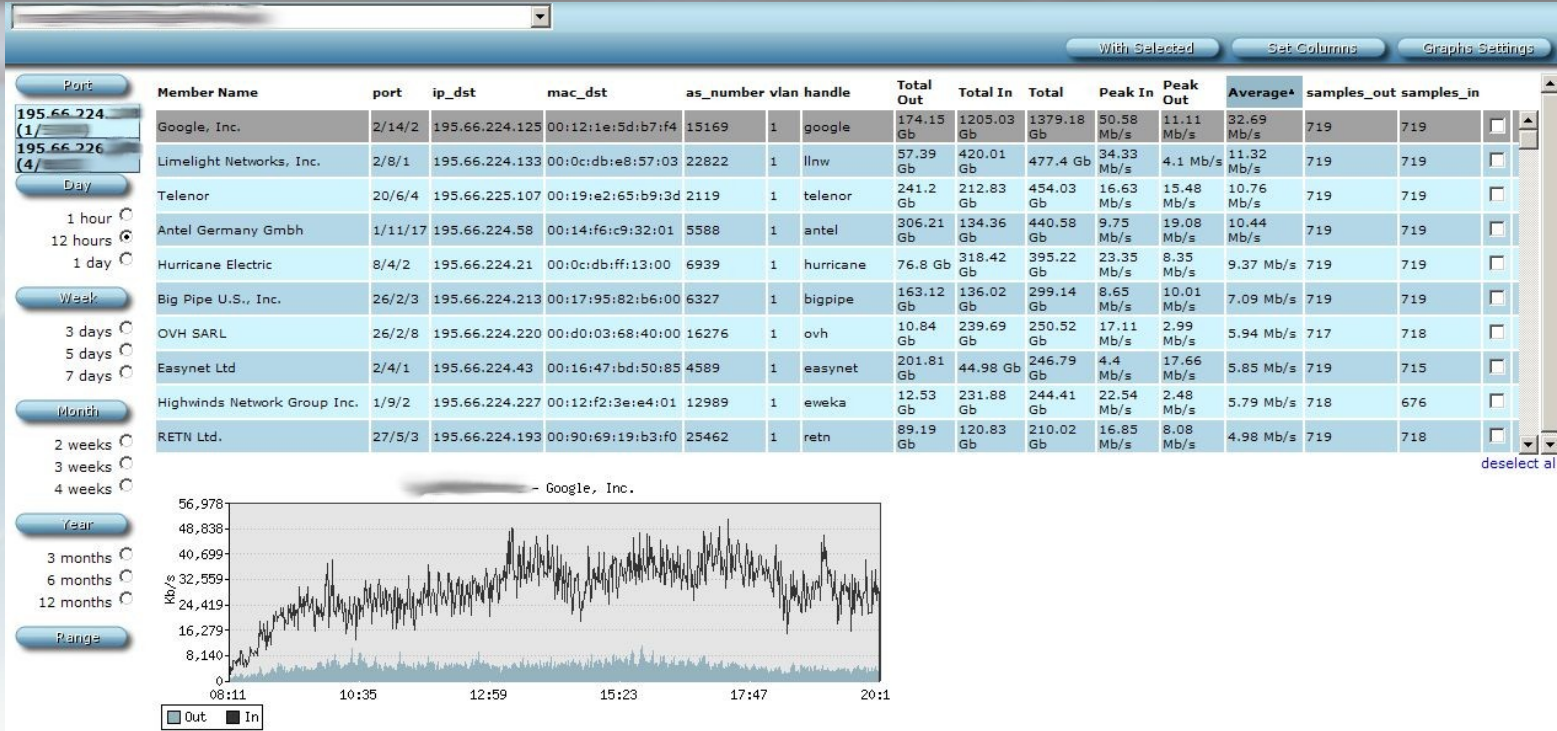 With Selected Set Columns Graphs Settings
Port
195.66.224.
(1/
195.66.226
(4/
Day
1 hour
12 hours
1 day
Week
3 days
5 days
7 days
Month
2 weeks
3 weeks
4 weeks
Year
3 months
6 months
12 months
Range
Member Name port ip_dst mac_dst as_number vlan handle Total Out Total In Total Peak In Peak Out Average samples_out samples_in
Google, Inc. 2/14/2 195.66.224.125 00:12:1e:5d:b7:f4 15169 1 google 174.15 Gb 1205.03 Gb 1379.18 Gb 50.58 Mb/s 11.11 Mb/s 32.69 Mb/s 719 719
Limelight Networks, Inc. 2/8/1 195.66.224.133 00:0c:db:e8:57:03 22822 1 llnw 57.39 Gb 420.01 Gb 477.4 Gb 34.33 Mb/s 4.1 Mb/s 11.32 Mb/s 719 719
Telenor 20/6/4 195.66.225.107 00:19:e2:65:b9:3d 2119 1 telenor 241.2 Gb 212.83 Gb 454.03 Gb 16.63 Mb/s 15.48 Mb/s 10.76 Mb/s 719 719
Antel Germany Gmbh 1/11/17 195.66.224.58 00:14:f6:c9:32:01 5588 1 antel 306.21 Gb 134.36 Gb 440.58 Gb 9.75 Mb/s 19.08 Mb/s 10.44 Mb/s 719 719
Hurricane Electric 8/4/2 195.66.224.21 00:0c:db:ff:13:00 6939 1 hurricane 76.8 Gb 318.42 Gb 395.22 Gb 23.35 Mb/s 8.35 Mb/s 9.37 Mb/s 719 719
Big Pipe U.S., Inc. 26/2/3 195.66.224.213 00:17:95:82:b6:00 6327 1 bigpipe 163.12 Gb 136.02 Gb 299.14 Gb 8.65 Mb/s 10.01 Mb/s 7.09 Mb/s 719 719
OVH SARL 26/2/8 195.66.224.220 00:d0:03:68:40:00 16276 1 ovh 10.84 Gb 239.69 Gb 250.52 Gb 17.11 Mb/s 2.99 Mb/s 5.94 Mb/s 717 718
Easynet Ltd 2/4/1 195.66.224.43 00:16:47:bd:50:85 4589 1 easynet 201.81 Gb 44.98 Gb 246.79 Gb 4.4 Mb/s 17.66 Mb/s 5.85 Mb/s 719 715
Highwinds Network Group Inc. 1/9/2 195.66.224.227 00:12:f2:3e:e4:01 12989 1 eweka 12.53 Gb 231.88 Gb 244.41 Gb 22.54 Mb/s 2.48 Mb/s 5.79 Mb/s 718 676
RETN Ltd. 27/5/3 195.66.224.193 00:90:69:19:b3:f0 25462 1 retn 89.19 Gb 120.83 Gb 210.02 Gb 16.85 Mb/s 8.08 Mb/s 4.98 Mb/s 719 718
deselect al
- Google, Inc.
Kb/s
56,978
48,838
40,699
32,559
24,419
16,279
8,140
0
08:11 10:35 12:59 15:23 17:47 20:1
Out In